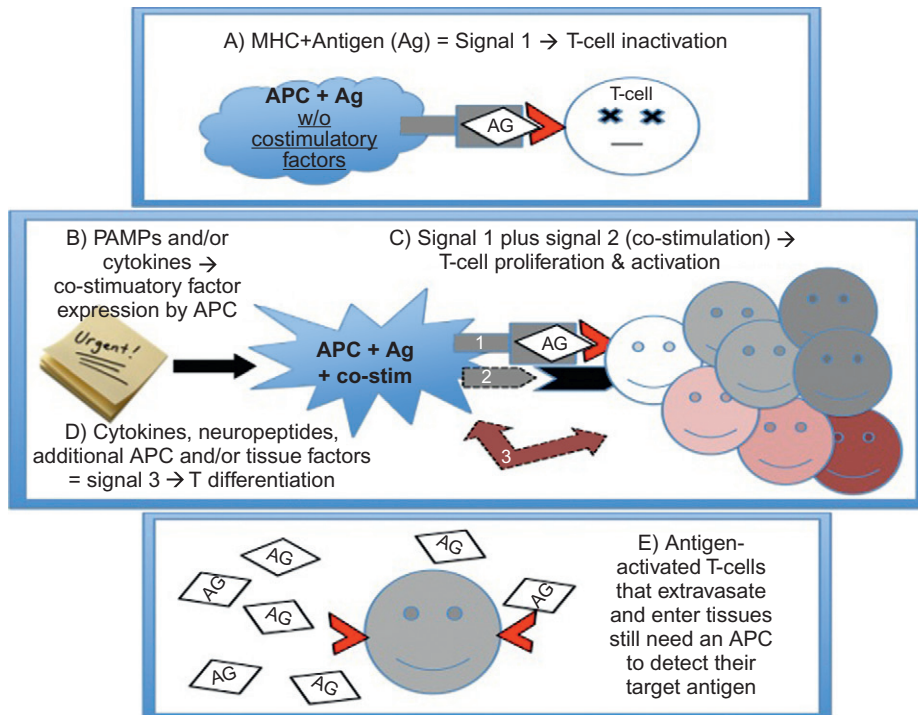 A) MHC+Antigen (Ag) = Signal 1 → T-cell inactivation
APC + Ag
w/o
costimulatory
factors
AG
T-cell
B) PAMPs and/or
cytokines →
co-stimuatory factor
expression by APC
C) Signal 1 plus signal 2 (co-stimulation) →
T-cell proliferation & activation
Urgent!
APC + Ag
+ co-stim
1
AG
2
3
D) Cytokines, neuropeptides,
additional APC and/or tissue factors
= signal 3 → T differentiation
AG
AG
AG
AG
AG
AG
AG
E) Antigen-
activated T-cells
that extravasate
and enter tissues
still need an APC
to detect their
target antigen